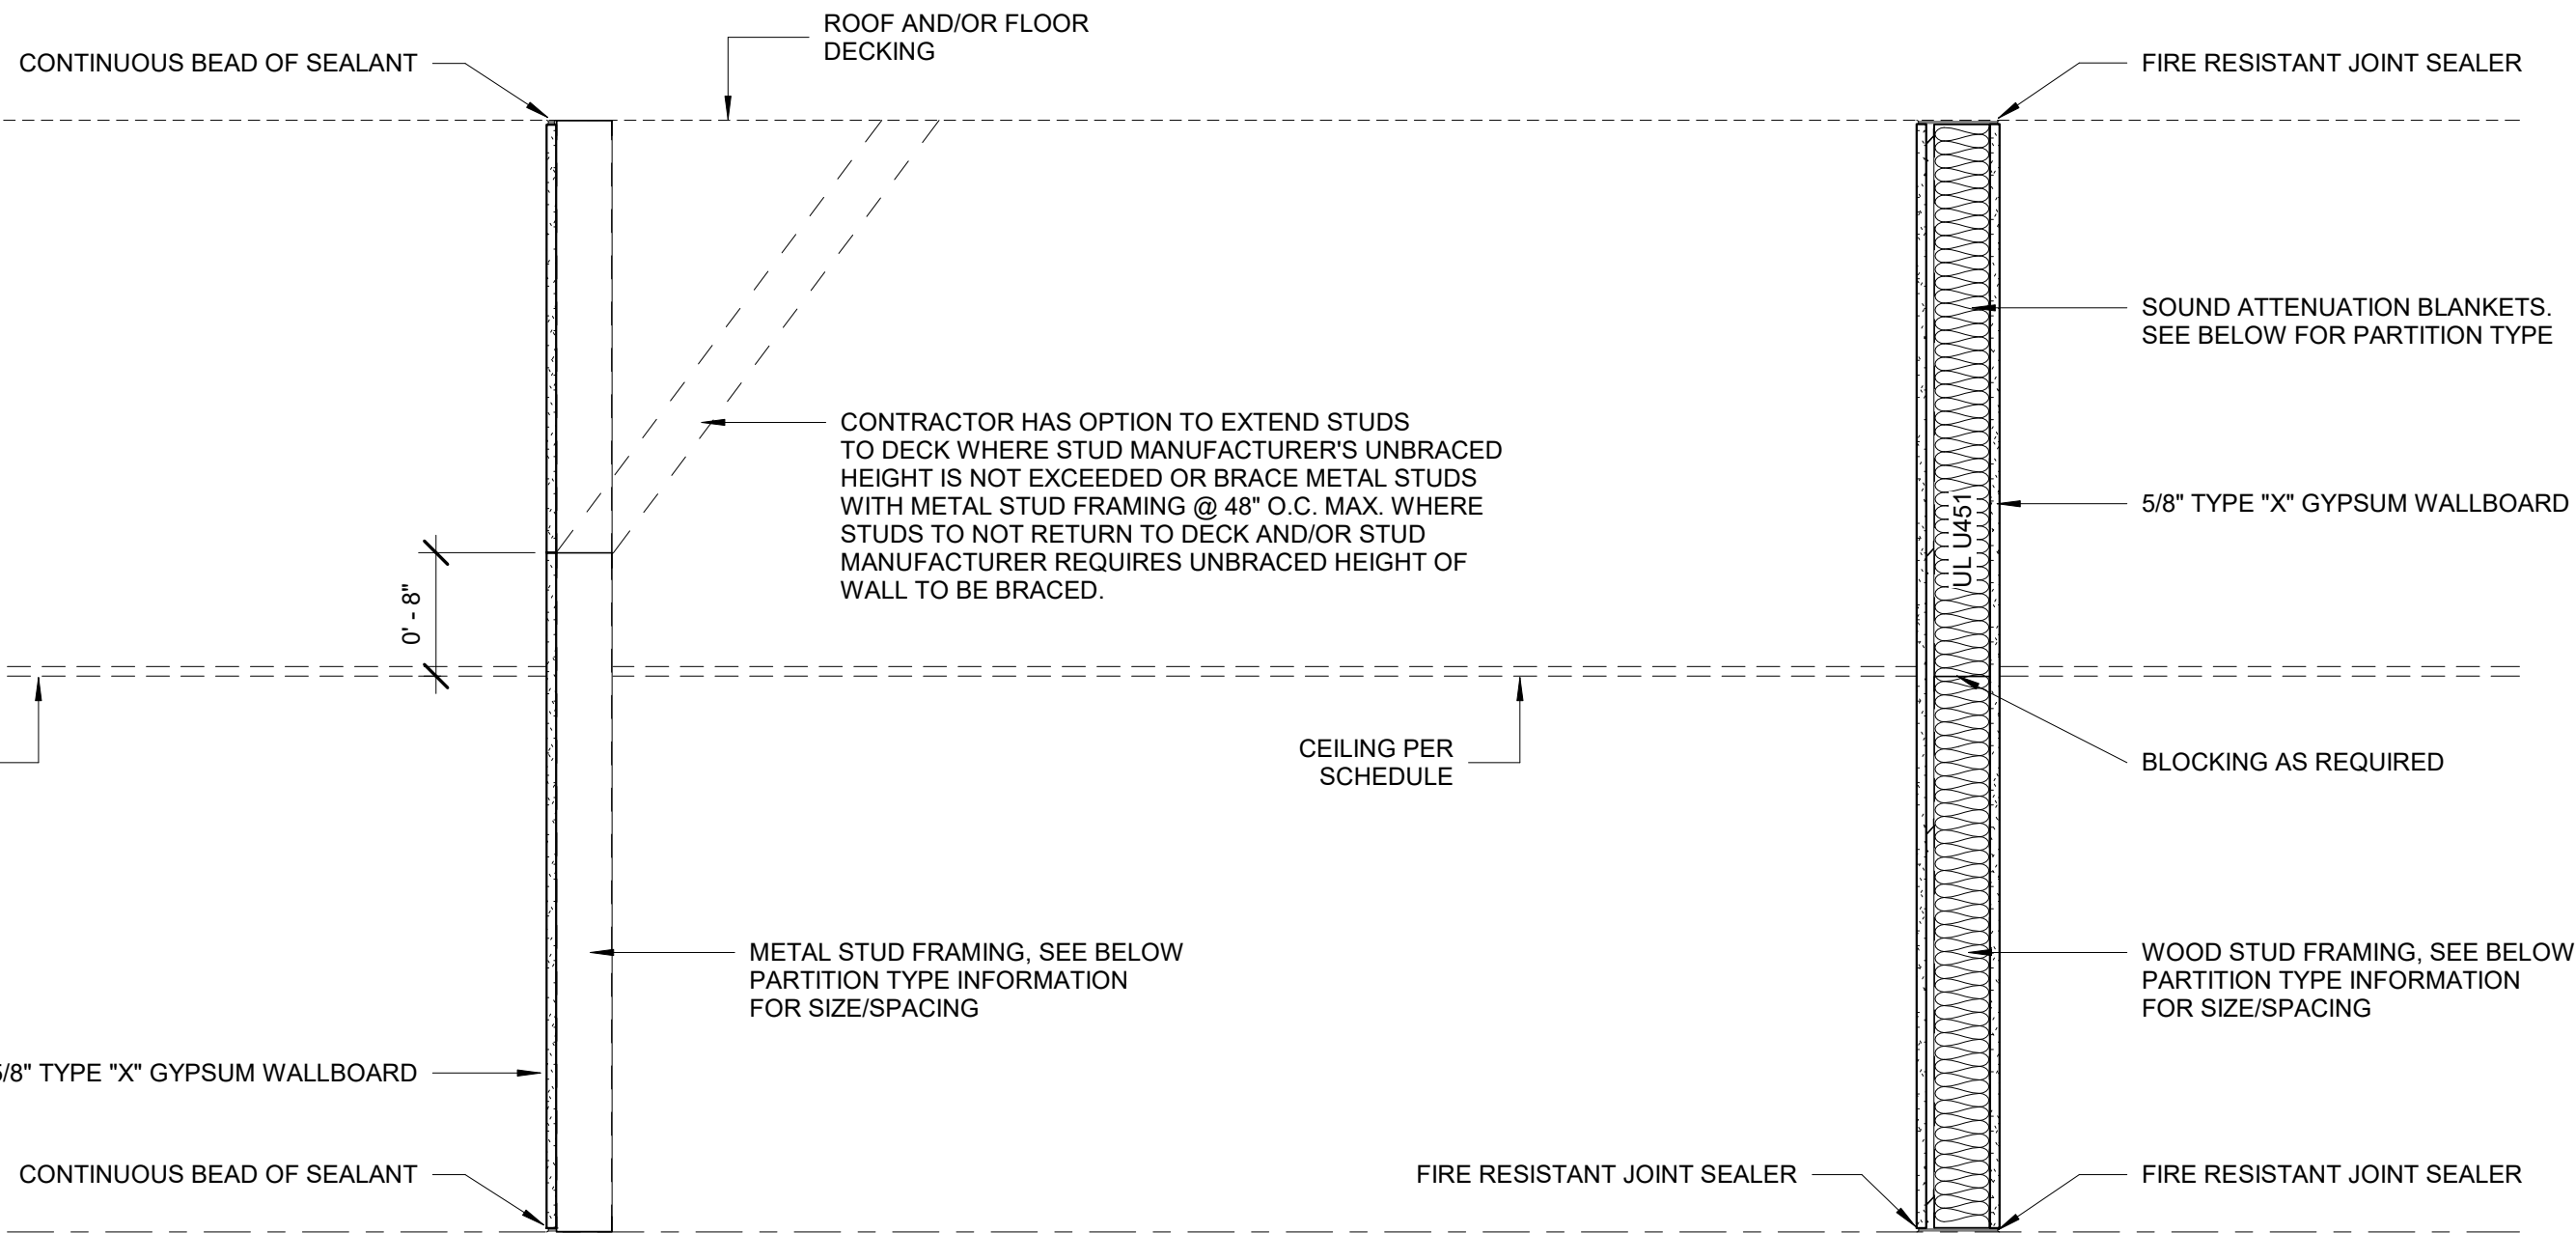 ROOF AND/OR FLOOR
DECKING
CONTINUOUS BEAD OF SEALANT
FIRE RESISTANT JOINT SEALER
SOUND ATTENUATION BLANKETS.
SEE BELOW FOR PARTITION TYPE
CONTRACTOR HAS OPTION TO EXTEND STUDS
TO DECK WHERE STUD MANUFACTURER'S UNBRACED
HEIGHT IS NOT EXCEEDED OR BRACE METAL STUDS
WITH METAL STUD FRAMING @ 48" O.C. MAX. WHERE
STUDS TO NOT RETURN TO DECK AND/OR STUD
MANUFACTURER REQUIRES UNBRACED HEIGHT OF
WALL TO BE BRACED.
UL U451
5/8" TYPE "X" GYPSUM WALLBOARD
0' - 8"
CEILING PER
SCHEDULE
BLOCKING AS REQUIRED
METAL STUD FRAMING, SEE BELOW
PARTITION TYPE INFORMATION
FOR SIZE/SPACING
WOOD STUD FRAMING, SEE BELOW
PARTITION TYPE INFORMATION
FOR SIZE/SPACING
5/8" TYPE "X" GYPSUM WALLBOARD
CONTINUOUS BEAD OF SEALANT
FIRE RESISTANT JOINT SEALER
FIRE RESISTANT JOINT SEALER